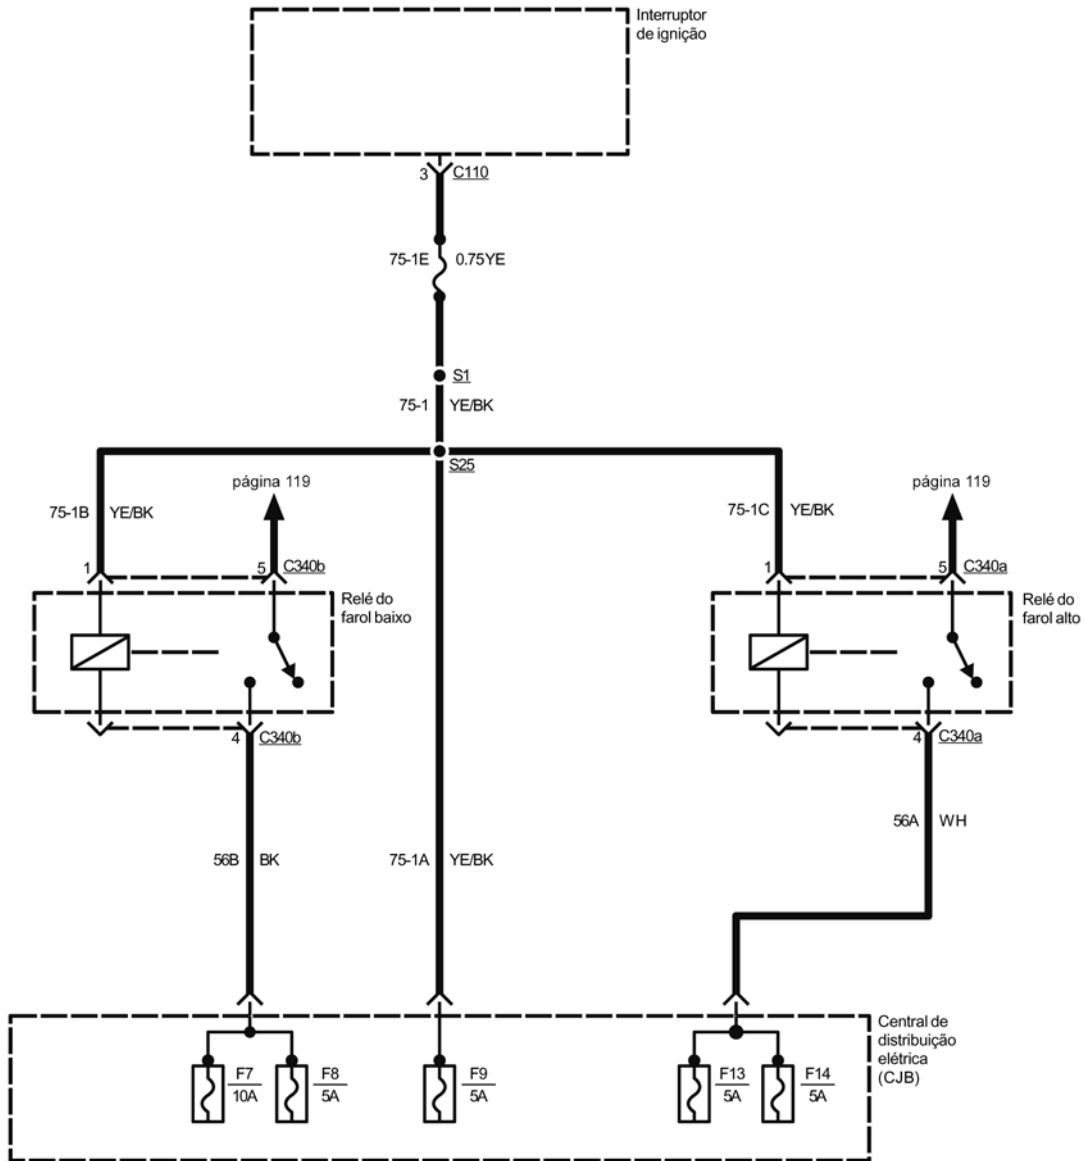 Interruptor
de ignição
3 C110
75-1E 0.75YE
S1
75-1 YE/BK
S25
página 119
página 119
75-1B YE/BK
75-1C YE/BK
1
5 C340b
1
5 C340a
Relé do
farol baixo
Relé do
farol alto
4 C340b
4 C340a
56A WH
56B BK
75-1A YE/BK
Central de
distribuição
elétrica
(CJB)
F7
10A
F8
5A
F9
5A
F13
5A
F14
5A